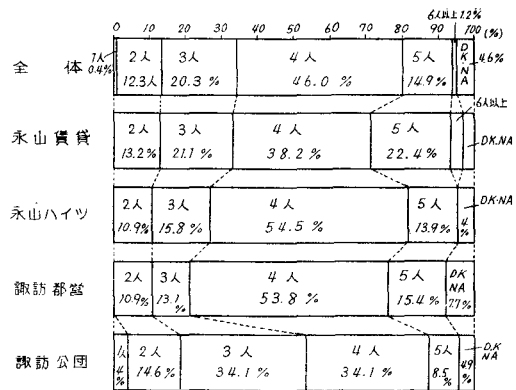 6人以上1.2%
0 10 20 30 40 50 60 70 80 90 100 (%)
全体
1人 0.4%
2人 3人 4人 5人 DK NA 4.6%
12.3人 20.3% 46.0% 14.9%
永山賃貸
2人 3人 4人 5人 6人以上
13.2% 21.1% 38.2% 22.4% DK.NA
永山ハイツ
2人 3人 4人 5人 DK・NA
10.9% 15.8% 54.5% 13.9% 4%
諏訪都営
2人 3人 4人 5人 DK NA
10.9% 13.1% 53.8% 15.4% 7.7%
諏訪公団
2人 3人 4人 5人 D.K NA
4% 14.6% 34.1% 34.1% 8.5% 4.9%